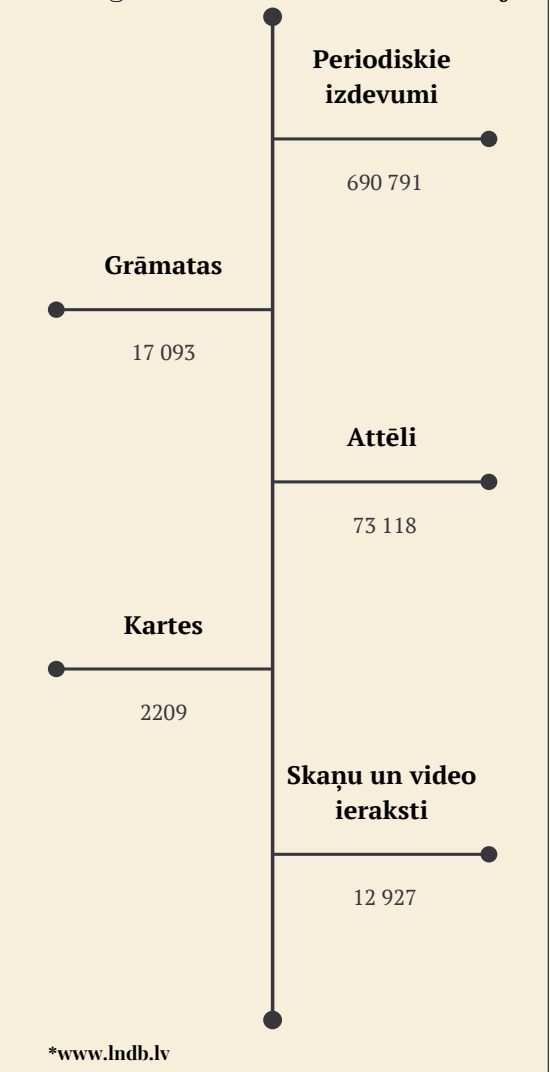 Periodiskie
izdevumi
690 791
Grāmatas
17 093
Attēli
73 118
Kartes
2209
Skaņu un video
ieraksti
12 927
*www.lndb.lv